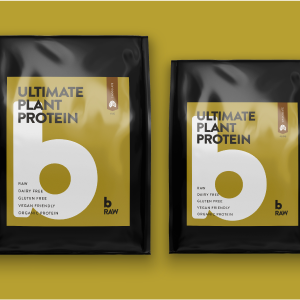 ULTIMATE
PLANT
PROTEIN
b
RAW
DAIRY FREE
GLUTEN FREE
VEGAN FRIENDLY
ORGANIC PROTEIN
b
RAW
ULTIMATE
PLANT
PROTEIN
b
RAW
DAIRY FREE
GLUTEN FREE
VEGAN FRIENDLY
ORGANIC PROTEIN
b
RAW